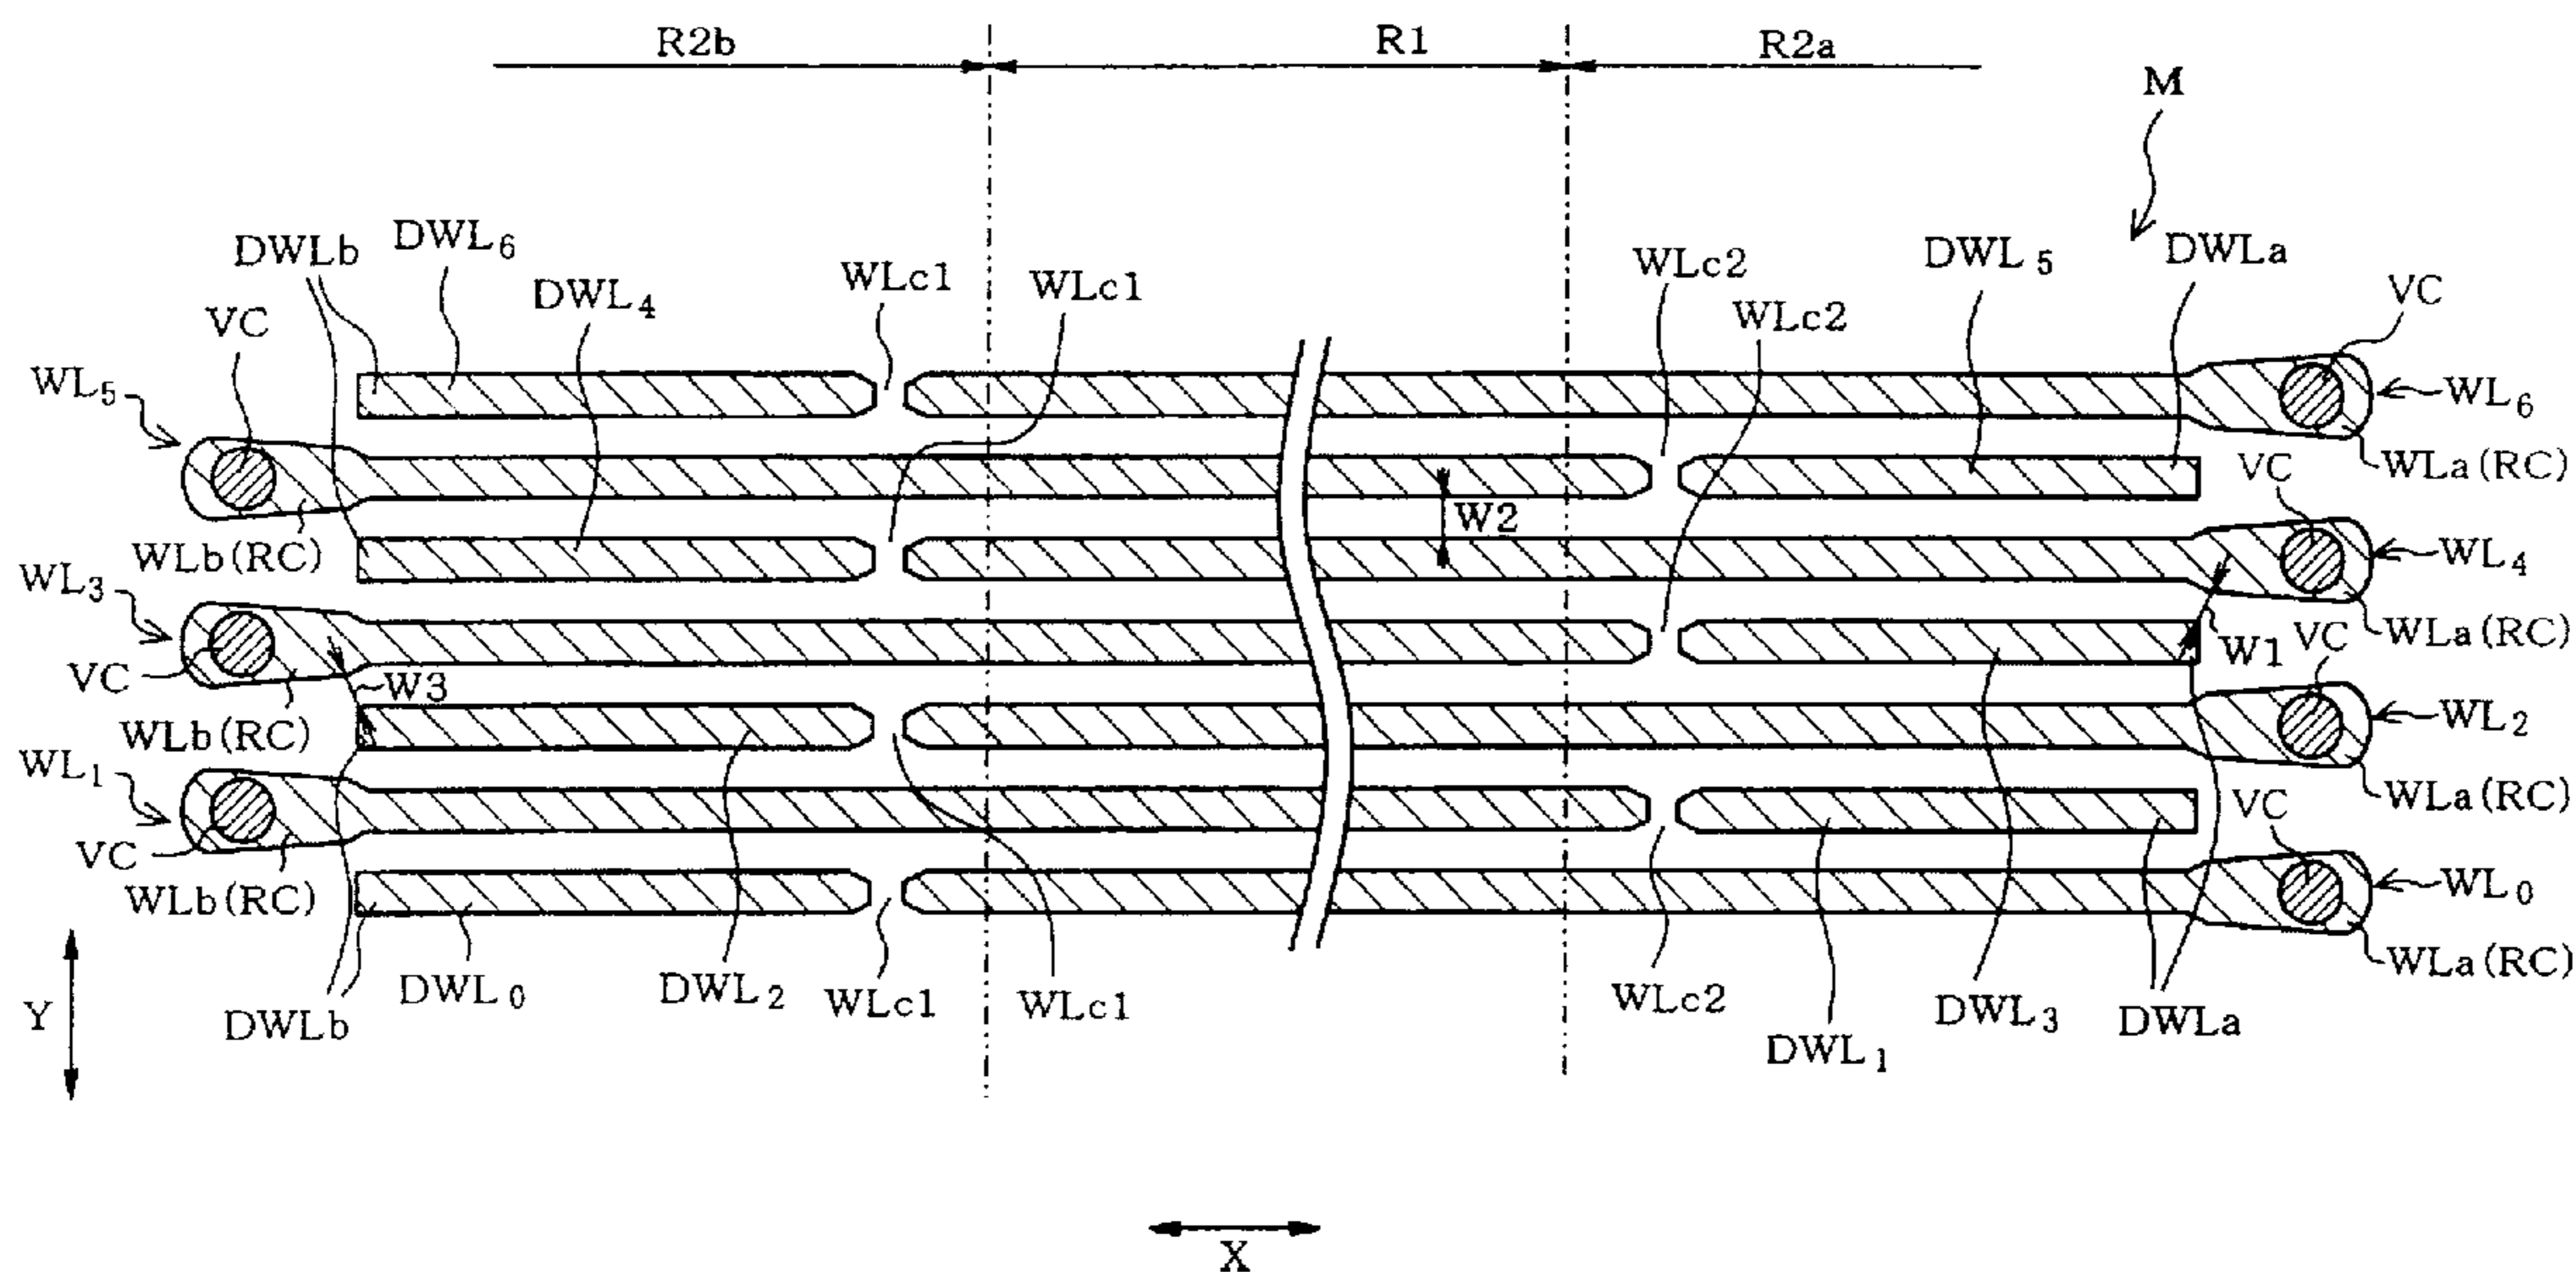 R2b
R1
R2a
M
DWLb
DWL6
DWL4
WLc1
WLc1
WLc2
WLc2
DWL5
DWLa
VC
VC
WL5
WL6
WLa(RC)
VC
W2
WLb(RC)
WL4
WL3
WLa(RC)
W1
VC
VC
W3
WLb(RC)
WL2
WL1
WLa(RC)
VC
VC
WLb(RC)
WL0
WLa(RC)
DWLb
DWL0
DWL2
WLc1
WLc1
WLc2
DWL1
DWL3
DWLa
Y
X